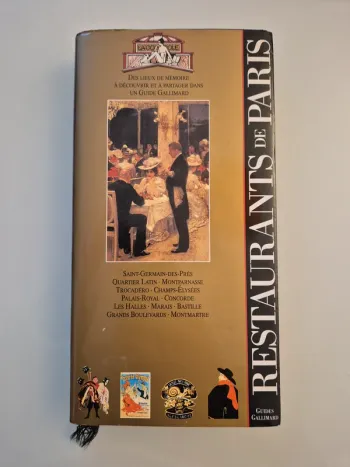 DES LIEUX DE MÉMOIRE
À DÉCOUVRIR ET À PARTAGER DANS
UN GUIDE GALLIMARD
SAINT-GERMAIN-DES-PRÉS
QUARTIER LATIN · MONTPARNASSE
TROCADÉRO · CHAMPS-ÉLYSÉES
PALAIS-ROYAL · CONCORDE
LES HALLES · MARAIS · BASTILLE
GRANDS BOULEVARDS · MONTMARTRE
RESTAURANTS DE PARIS
GUIDES
GALLIMARD